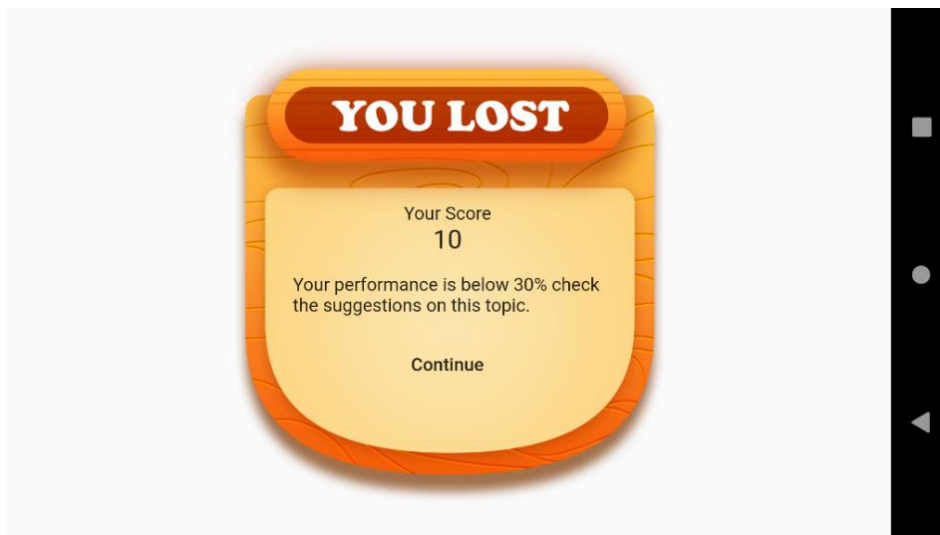 YOU LOST
Your Score
10
Your performance is below 30% check
the suggestions on this topic.
Continue